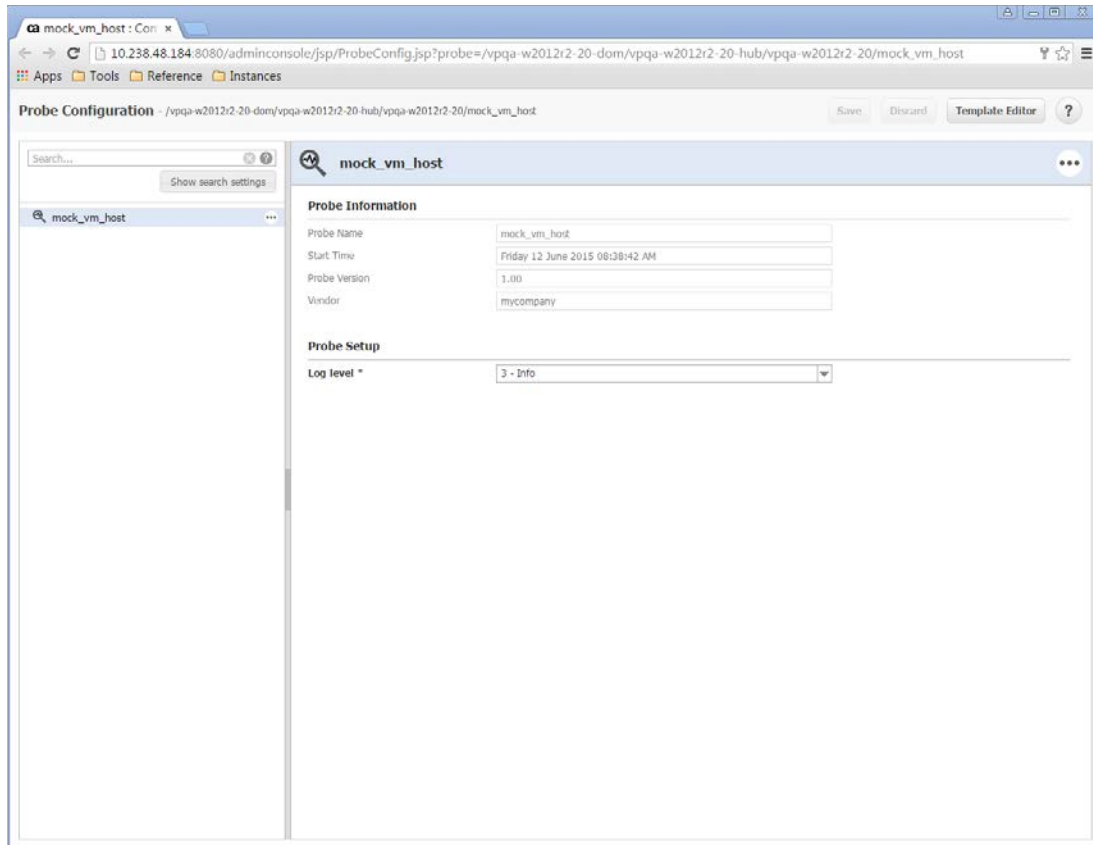 ca mock_vm_host : Con ×
10.238.48.184:8080/adminconsole/jsp/ProbeConfig.jsp?probe=/vpqa-w2012r2-20-dom/vpqa-w2012r2-20-hub/vpqa-w2012r2-20/mock_vm_host
Apps Tools Reference Instances
Probe Configuration - /vpqa-w2012r2-20-dom/vpqa-w2012r2-20-hub/vpqa-w2012r2-20/mock_vm_host Save Discard Template Editor ?
Search... ?
Show search settings
mock_vm_host ...
mock_vm_host ...
Probe Information
Probe Name mock_vm_host
Start Time Friday 12 June 2015 08:38:42 AM
Probe Version 1.00
Vendor mycompany
Probe Setup
Log level * 3 - Info